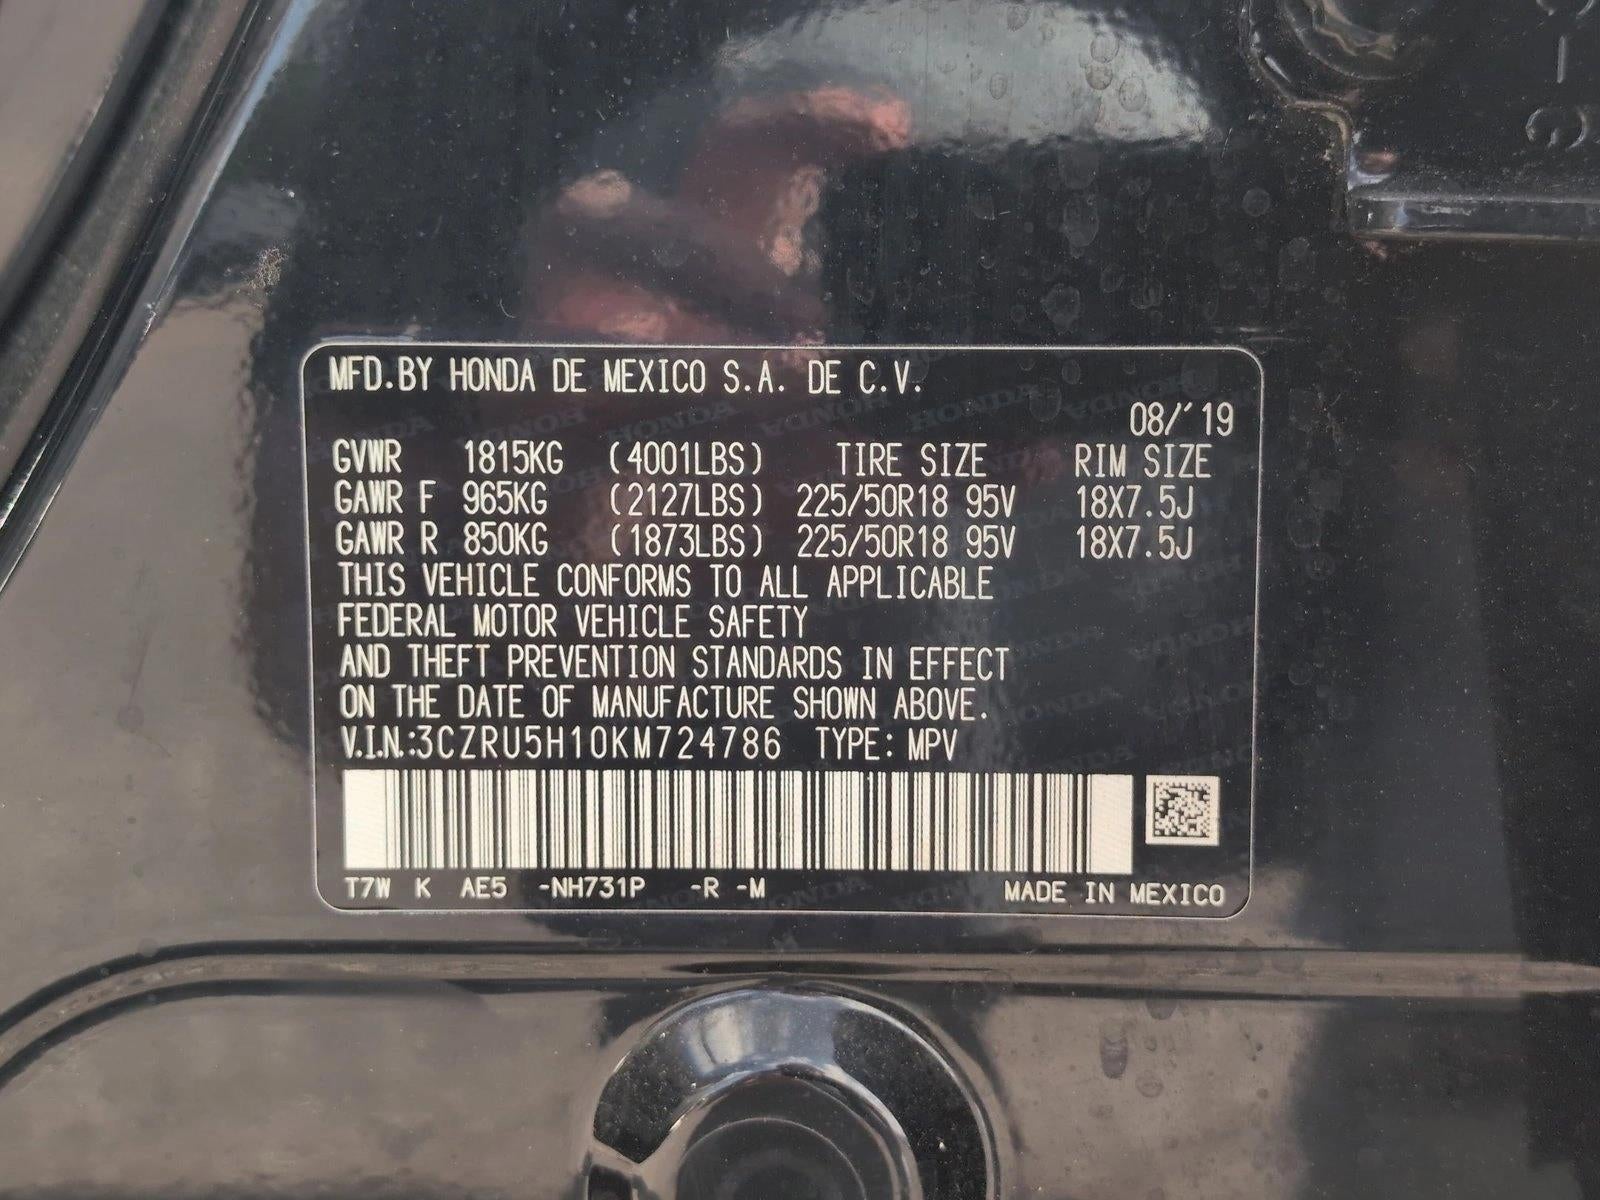 MFD.BY HONDA DE MEXICO S.A. DE C.V.
08/'19
GVWR 1815KG (4001LBS) TIRE SIZE RIM SIZE
GAWR F 965KG (2127LBS) 225/50R18 95V 18X7.5J
GAWR R 850KG (1873LBS) 225/50R18 95V 18X7.5J
THIS VEHICLE CONFORMS TO ALL APPLICABLE
FEDERAL MOTOR VEHICLE SAFETY
AND THEFT PREVENTION STANDARDS IN EFFECT
ON THE DATE OF MANUFACTURE SHOWN ABOVE.
V.I.N.:3CZRU5H10KM724786 TYPE: MPV
T7W K AE5 -NH731P -R -M MADE IN MEXICO